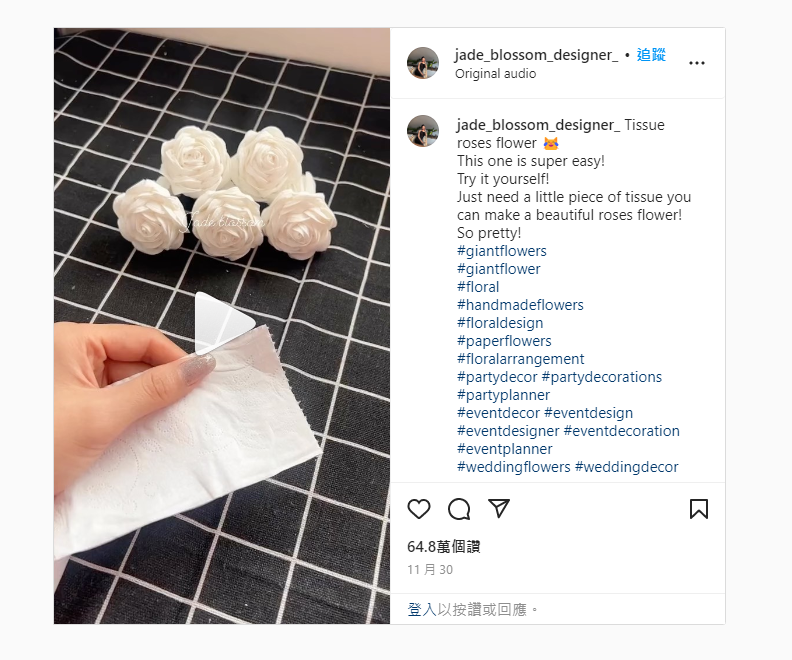 jade_blossom_designer_ • 追蹤
Original audio
jade_blossom_designer_ Tissue
roses flower 😹
This one is super easy!
Try it yourself!
Just need a little piece of tissue you
can make a beautiful roses flower!
So pretty!
#giantflowers
#giantflower
#floral
#handmadeflowers
#floraldesign
#paperflowers
#floralarrangement
#partydecor #partydecorations
#partyplanner
#eventdecor #eventdesign
#eventdesigner #eventdecoration
#eventplanner
#weddingflowers #weddingdecor
64.8萬個讚
11 月 30
登入以按讚或回應。
Jade blossom